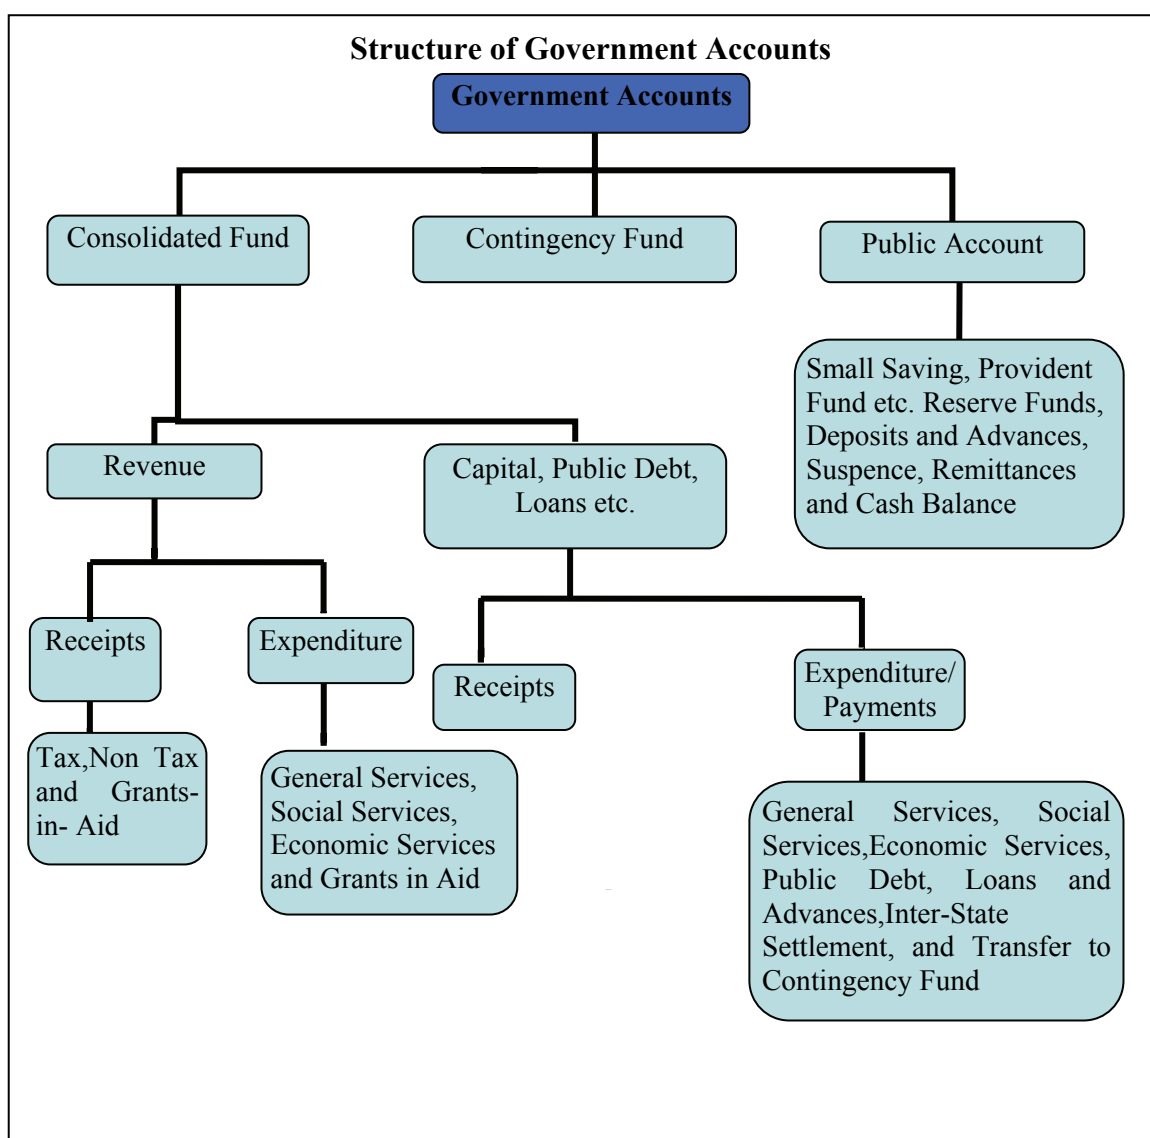 Structure of Government Accounts
Government Accounts
Consolidated Fund
Contingency Fund
Public Account
Small Saving, Provident
Fund etc. Reserve Funds,
Deposits and Advances,
Suspence, Remittances
and Cash Balance
Revenue
Capital, Public Debt,
Loans etc.
Receipts
Expenditure
Receipts
Expenditure/
Payments
Tax,Non Tax
and Grants-
in- Aid
General Services,
Social Services,
Economic Services
and Grants in Aid
General Services, Social
Services,Economic Services,
Public Debt, Loans and
Advances,Inter-State
Settlement, and Transfer to
Contingency Fund